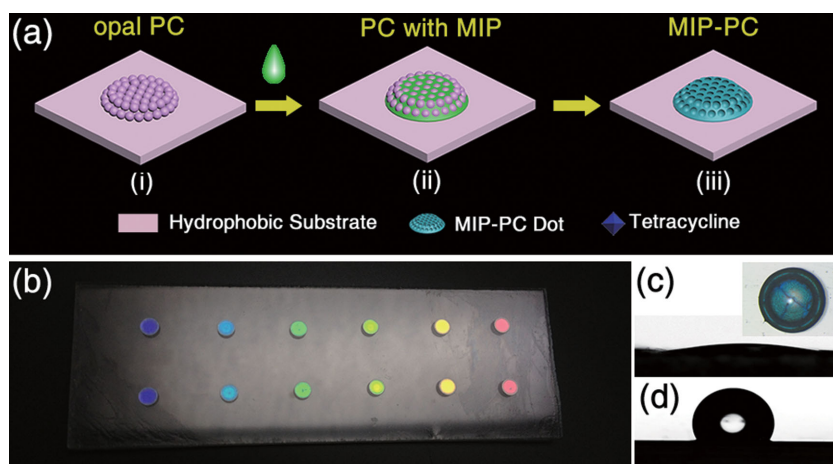 (a)
opal PC
PC with MIP
MIP-PC
(i)
(ii)
(iii)
Hydrophobic Substrate
MIP-PC Dot
Tetracycline
(b)
(c)
(d)